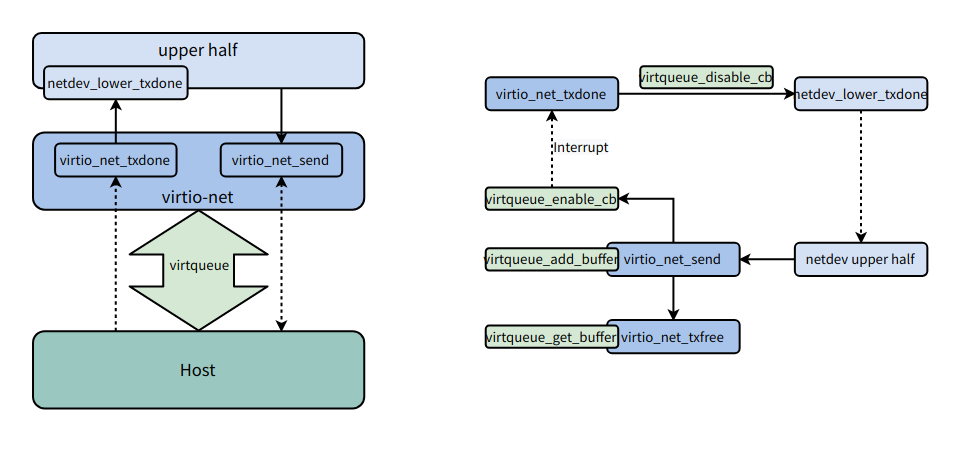 upper half
netdev_lower_txdone
virtio_net_txdone
virtio_net_send
virtio-net
virtqueue
Host
virtqueue_disable_cb
virtio_net_txdone
netdev_lower_txdone
Interrupt
virtqueue_enable_cb
virtqueue_add_buffer
virtio_net_send
netdev upper half
virtqueue_get_buffer
virtio_net_txfree